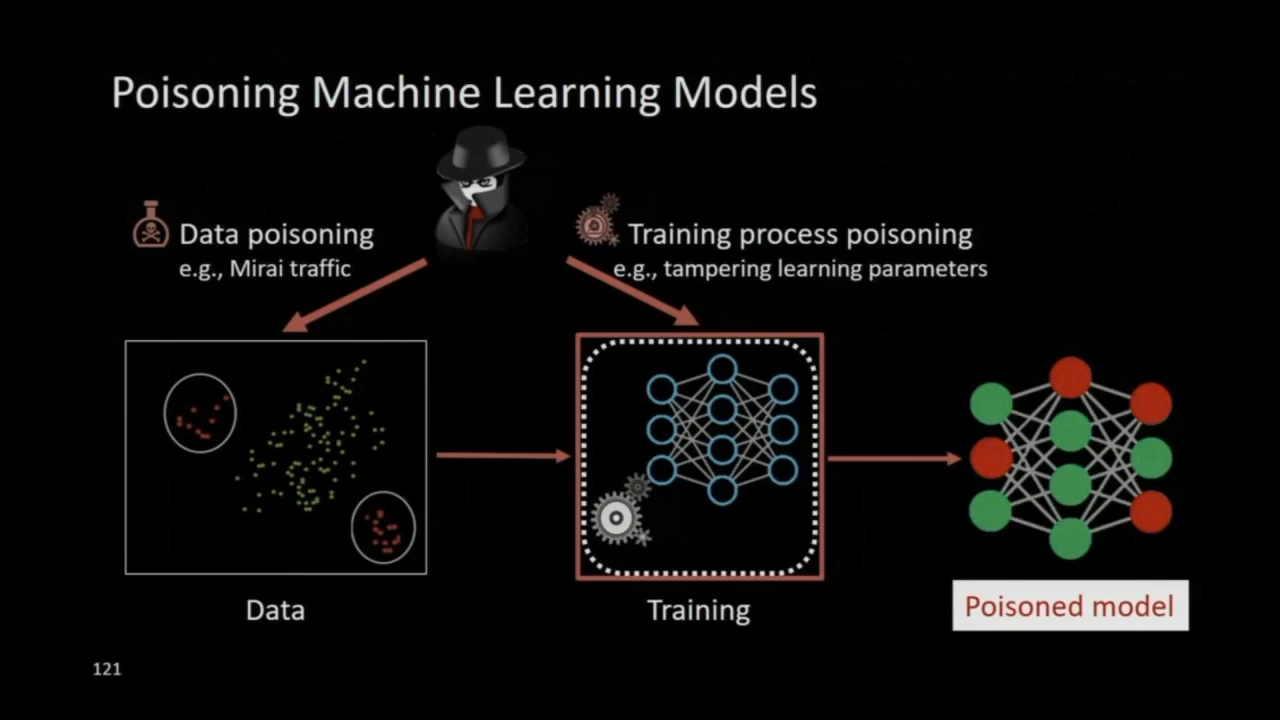 Poisoning Machine Learning Models
Data poisoning
e.g., Mirai traffic
Training process poisoning
e.g., tampering learning parameters
Data
Training
Poisoned model
121